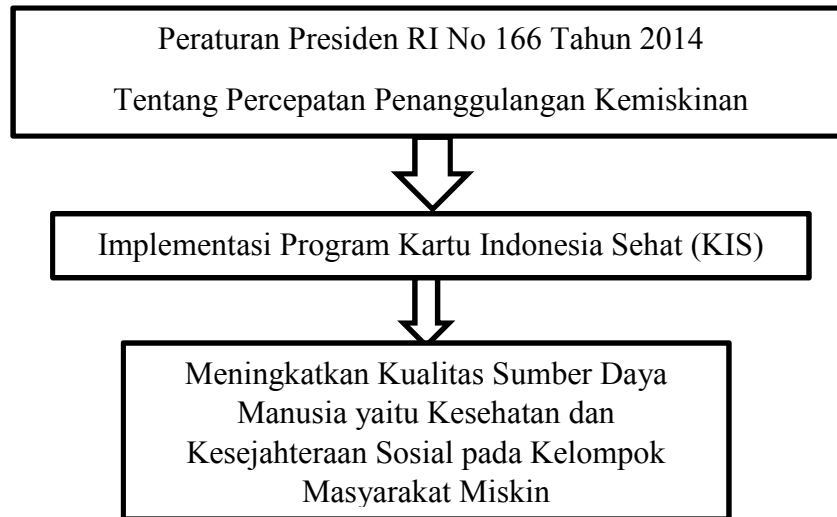 Peraturan Presiden RI No 166 Tahun 2014
Tentang Percepatan Penanggulangan Kemiskinan
Implementasi Program Kartu Indonesia Sehat (KIS)
Meningkatkan Kualitas Sumber Daya
Manusia yaitu Kesehatan dan
Kesejahteraan Sosial pada Kelompok
Masyarakat Miskin